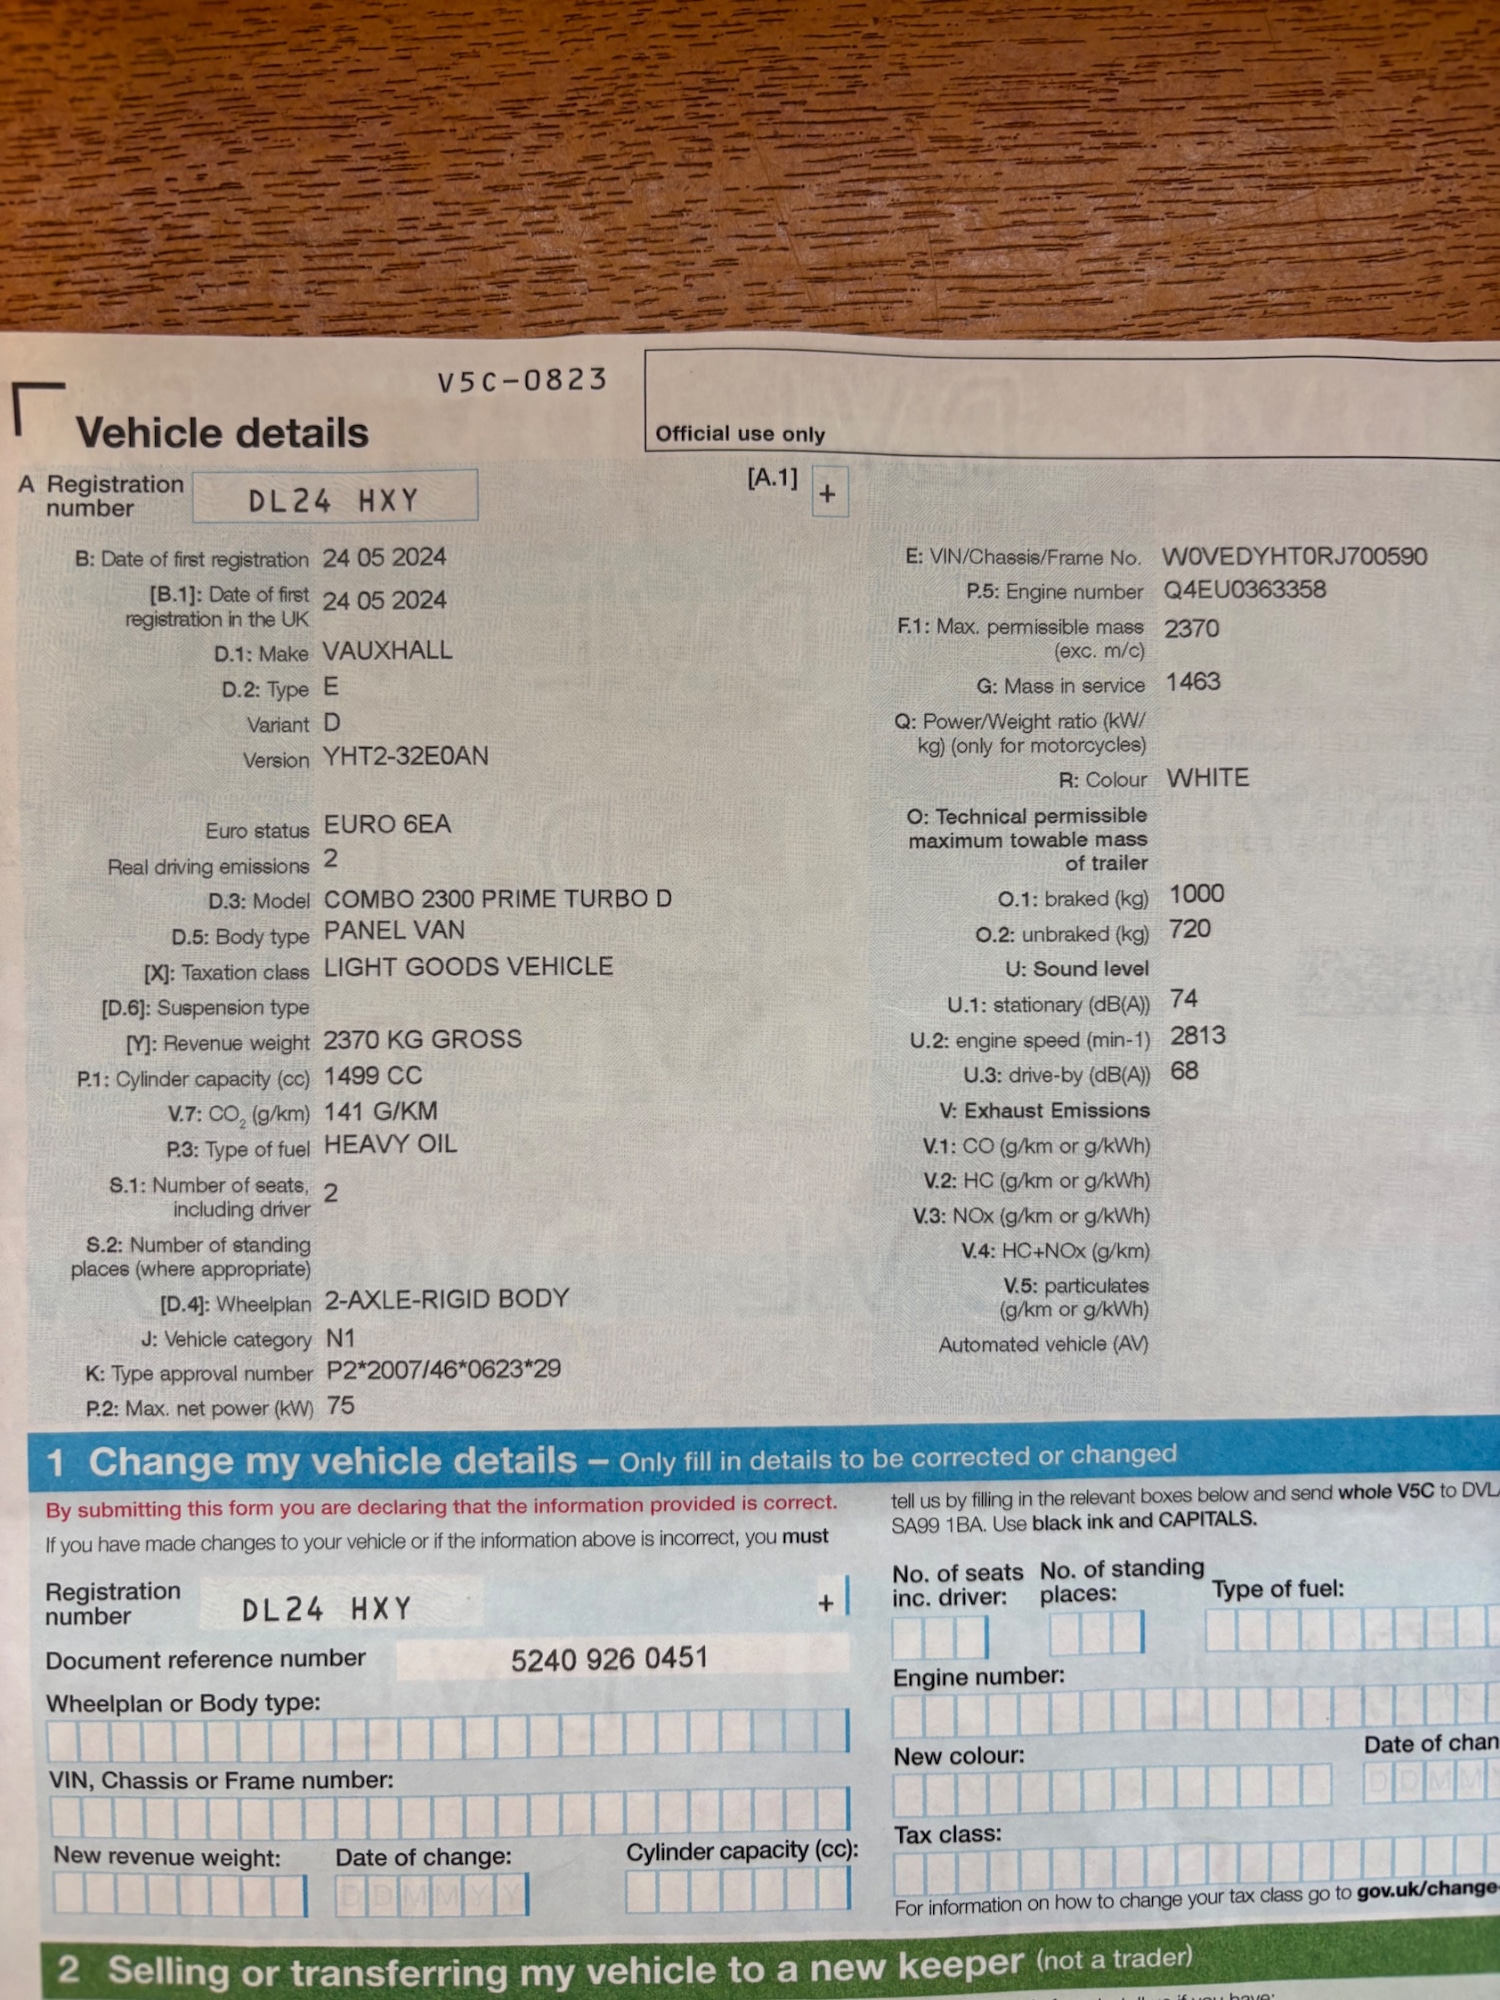 V5C-0823
Vehicle details
Official use only
A Registration number DL24 HXY
[A.1] +
B: Date of first registration 24 05 2024
[B.1]: Date of first registration in the UK 24 05 2024
D.1: Make VAUXHALL
D.2: Type E
Variant D
Version YHT2-32E0AN
Euro status EURO 6EA
Real driving emissions 2
D.3: Model COMBO 2300 PRIME TURBO D
D.5: Body type PANEL VAN
[X]: Taxation class LIGHT GOODS VEHICLE
[D.6]: Suspension type
[Y]: Revenue weight 2370 KG GROSS
P.1: Cylinder capacity (cc) 1499 CC
V.7: CO2 (g/km) 141 G/KM
P.3: Type of fuel HEAVY OIL
S.1: Number of seats, including driver 2
S.2: Number of standing places (where appropriate)
[D.4]: Wheelplan 2-AXLE-RIGID BODY
J: Vehicle category N1
K: Type approval number P2*2007/46*0623*29
P.2: Max. net power (kW) 75
E: VIN/Chassis/Frame No. W0VEDYHT0RJ700590
P.5: Engine number Q4EU0363358
F.1: Max. permissible mass (exc. m/c) 2370
G: Mass in service 1463
Q: Power/Weight ratio (kW/kg) (only for motorcycles)
R: Colour WHITE
O: Technical permissible maximum towable mass of trailer
O.1: braked (kg) 1000
O.2: unbraked (kg) 720
U: Sound level
U.1: stationary (dB(A)) 74
U.2: engine speed (min-1) 2813
U.3: drive-by (dB(A)) 68
V: Exhaust Emissions
V.1: CO (g/km or g/kWh)
V.2: HC (g/km or g/kWh)
V.3: NOx (g/km or g/kWh)
V.4: HC+NOx (g/km)
V.5: particulates (g/km or g/kWh)
Automated vehicle (AV)
1 Change my vehicle details – Only fill in details to be corrected or changed
By submitting this form you are declaring that the information provided is correct.
If you have made changes to your vehicle or if the information above is incorrect, you must
tell us by filling in the relevant boxes below and send whole V5C to DVLA
SA99 1BA. Use black ink and CAPITALS.
Registration number DL24 HXY +
Document reference number 5240 926 0451
Wheelplan or Body type:
VIN, Chassis or Frame number:
New revenue weight:
Date of change:
DDMMYY
Cylinder capacity (cc):
No. of seats inc. driver:
No. of standing places:
Type of fuel:
Engine number:
New colour:
Date of chan
DDMM
Tax class:
For information on how to change your tax class go to gov.uk/change-
2 Selling or transferring my vehicle to a new keeper (not a trader)